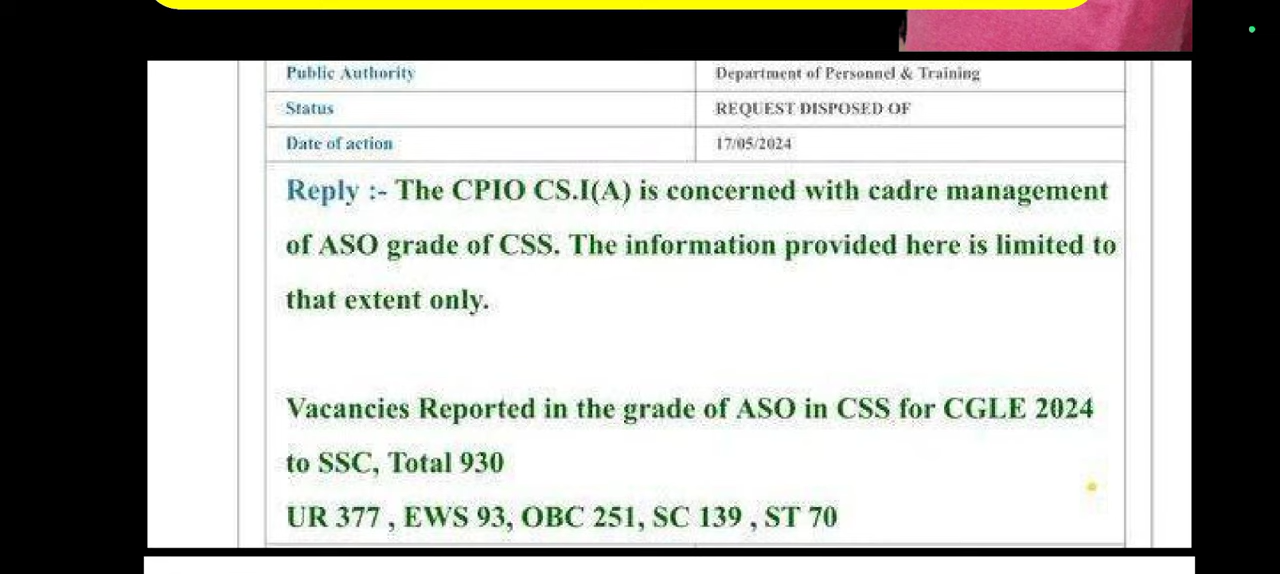 Public Authority Department of Personnel & Training
Status REQUEST DISPOSED OF
Date of action 17/05/2024
Reply :- The CPIO CS.I(A) is concerned with cadre management
of ASO grade of CSS. The information provided here is limited to
that extent only.
Vacancies Reported in the grade of ASO in CSS for CGLE 2024
to SSC, Total 930
UR 377 , EWS 93, OBC 251, SC 139 , ST 70